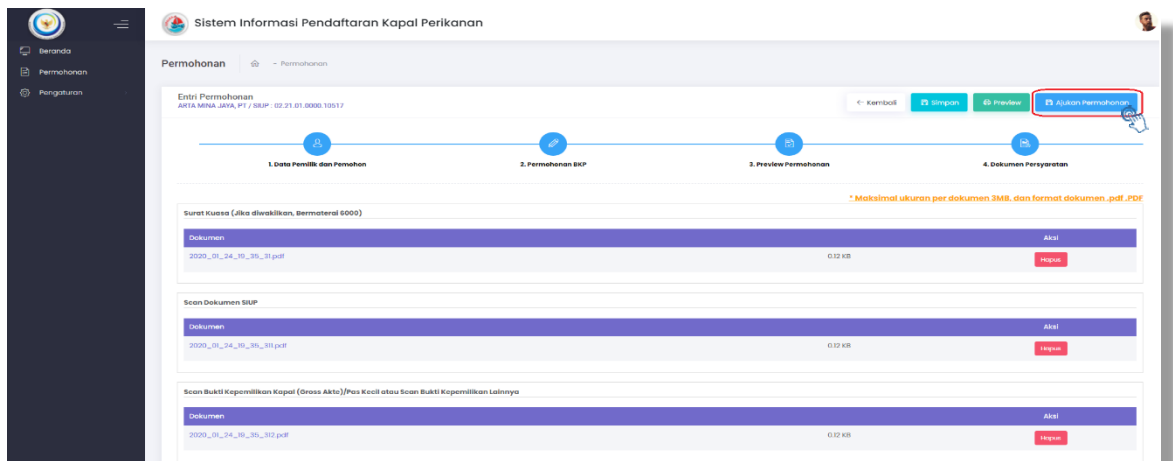 Sistem Informasi Pendaftaran Kapal Perikanan
Beranda
Permohonan
Pengaturan
Permohonan
- Permohonan
Entri Permohonan
ARTA MINA JAYA, PT / SIUP : 02.21.01.0000.10517
← Kembali
Simpan
Preview
Ajukan Permohonan
1. Data Pemilik dan Pemohon
2. Permohonan BKP
3. Preview Permohonan
4. Dokumen Persyaratan
* Maksimal ukuran per dokumen 3MB, dan format dokumen .pdf .PDF
Surat Kuasa (Jika diwakilkan, Bermaterai 6000)
Dokumen Aksi
2020_01_24_19_35_31.pdf 0.12 KB Hapus
Scan Dokumen SIUP
Dokumen Aksi
2020_01_24_19_35_311.pdf 0.12 KB Hapus
Scan Bukti Kepemilikan Kapal (Gross Akte)/Pas Kecil atau Scan Bukti Kepemilikan Lainnya
Dokumen Aksi
2020_01_24_19_35_312.pdf 0.12 KB Hapus